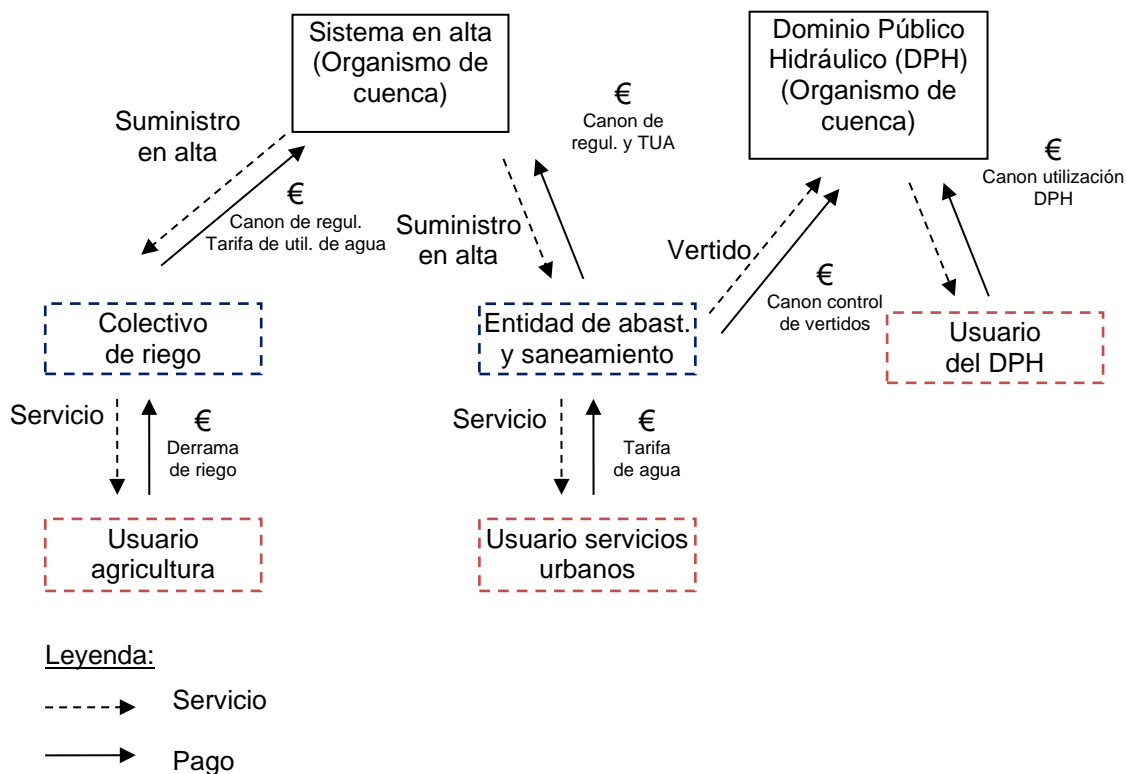 Sistema en alta
(Organismo de
cuenca)
Dominio Público
Hidráulico (DPH)
(Organismo de
cuenca)
€
Canon de
regul. y TUA
Suministro
en alta
€
Canon de regul.
Tarifa de util. de agua
Suministro
en alta
€
Canon utilización
DPH
Vertido
€
Canon control
de vertidos
Colectivo
de riego
Entidad de abast.
y saneamiento
Usuario
del DPH
Servicio
€
Derrama
de riego
Servicio
€
Tarifa
de agua
Usuario
agricultura
Usuario servicios
urbanos
Leyenda:
Servicio
Pago